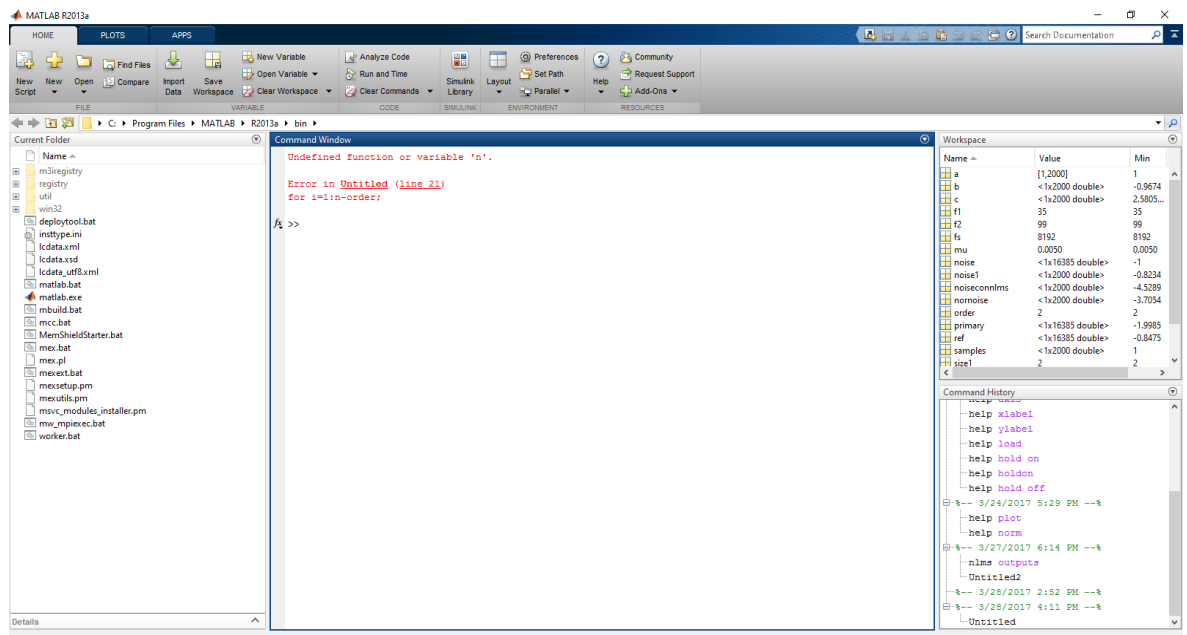 MATLAB R2013a
HOME PLOTS APPS
Search Documentation
New Script
New
Open
Find Files
Compare
Import Data
Save Workspace
New Variable
Open Variable
Clear Workspace
Analyze Code
Run and Time
Clear Commands
Simulink Library
Layout
Preferences
Set Path
Parallel
Help
Community
Request Support
Add-Ons
FILE VARIABLE CODE SIMULINK ENVIRONMENT RESOURCES
C: Program Files MATLAB R2013a bin
Current Folder
Name
m3iregistry
registry
util
win32
deploytool.bat
insttype.ini
lcdata.xml
lcdata.xsd
lcdata_utf8.xml
matlab.bat
matlab.exe
mbuild.bat
mcc.bat
MemShieldStarter.bat
mex.bat
mex.pl
mexext.bat
mexsetup.pm
mexutils.pm
msvc_modules_installer.pm
mw_mpiexec.bat
worker.bat
Details
Command Window
Undefined function or variable 'n'.
Error in Untitled (line 21)
for i=1:n-order;
fx >>
Workspace
Name Value Min
a [1,2000] 1
b <1x2000 double> -0.9674
c <1x2000 double> 2.5805...
f1 35 35
f2 99 99
fs 8192 8192
mu 0.0050 0.0050
noise <1x16385 double> -1
noise1 <1x2000 double> -0.8234
noiseconnlms <1x2000 double> -4.5289
nornoise <1x2000 double> -3.7054
order 2 2
primary <1x16385 double> -1.9985
ref <1x16385 double> -0.8475
samples <1x2000 double> 1
size1 2 2
Command History
help axis
help xlabel
help ylabel
help load
help hold on
help holdon
help hold off
%-- 3/24/2017 5:29 PM --%
help plot
help norm
%-- 3/27/2017 6:14 PM --%
nlms outputs
Untitled2
%-- 3/28/2017 2:52 PM --%
%-- 3/28/2017 4:11 PM --%
Untitled